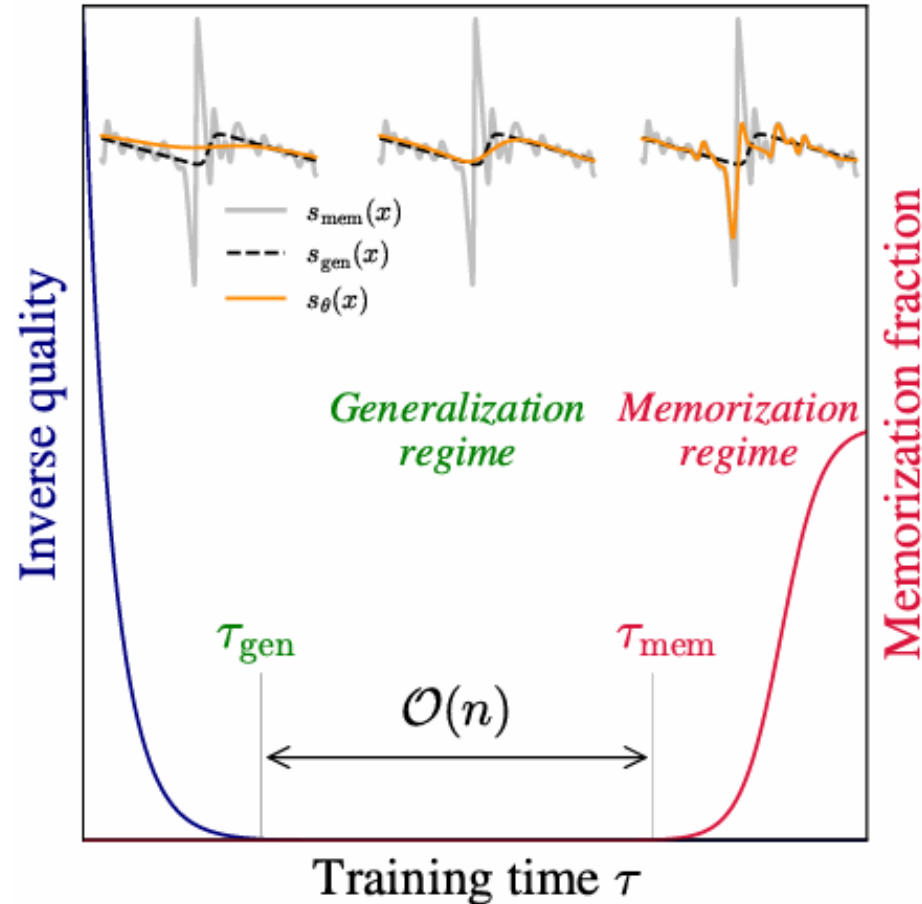 Inverse quality
s_mem(x)
s_gen(x)
s_θ(x)
Generalization
regime
Memorization
regime
τ_gen
τ_mem
𝒪(n)
Memorization fraction
Training time τ